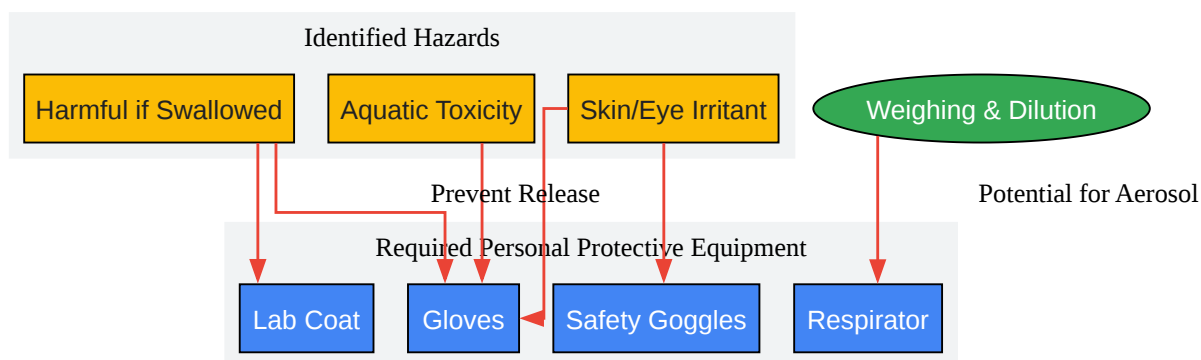 Identified Hazards
Harmful if Swallowed
Aquatic Toxicity
Skin/Eye Irritant
Weighing & Dilution
Prevent Release
Potential for Aerosol
Required Personal Protective Equipment
Lab Coat
Gloves
Safety Goggles
Respirator